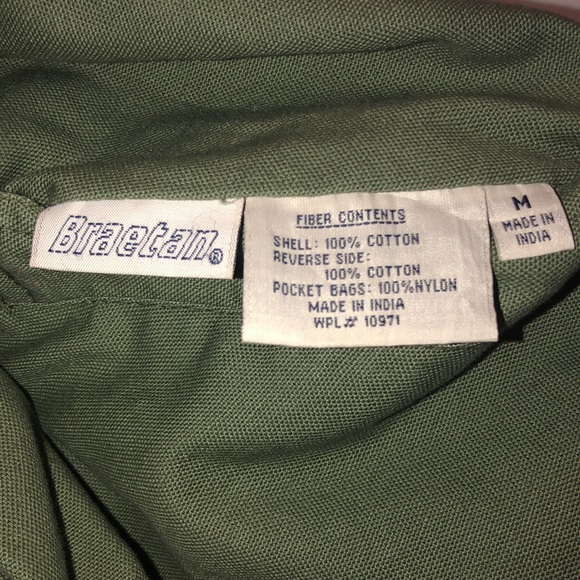 Braetan®
FIBER CONTENTS
SHELL: 100% COTTON
REVERSE SIDE:
100% COTTON
POCKET BAGS: 100%NYLON
MADE IN INDIA
WPL# 10971
M
MADE IN
INDIA